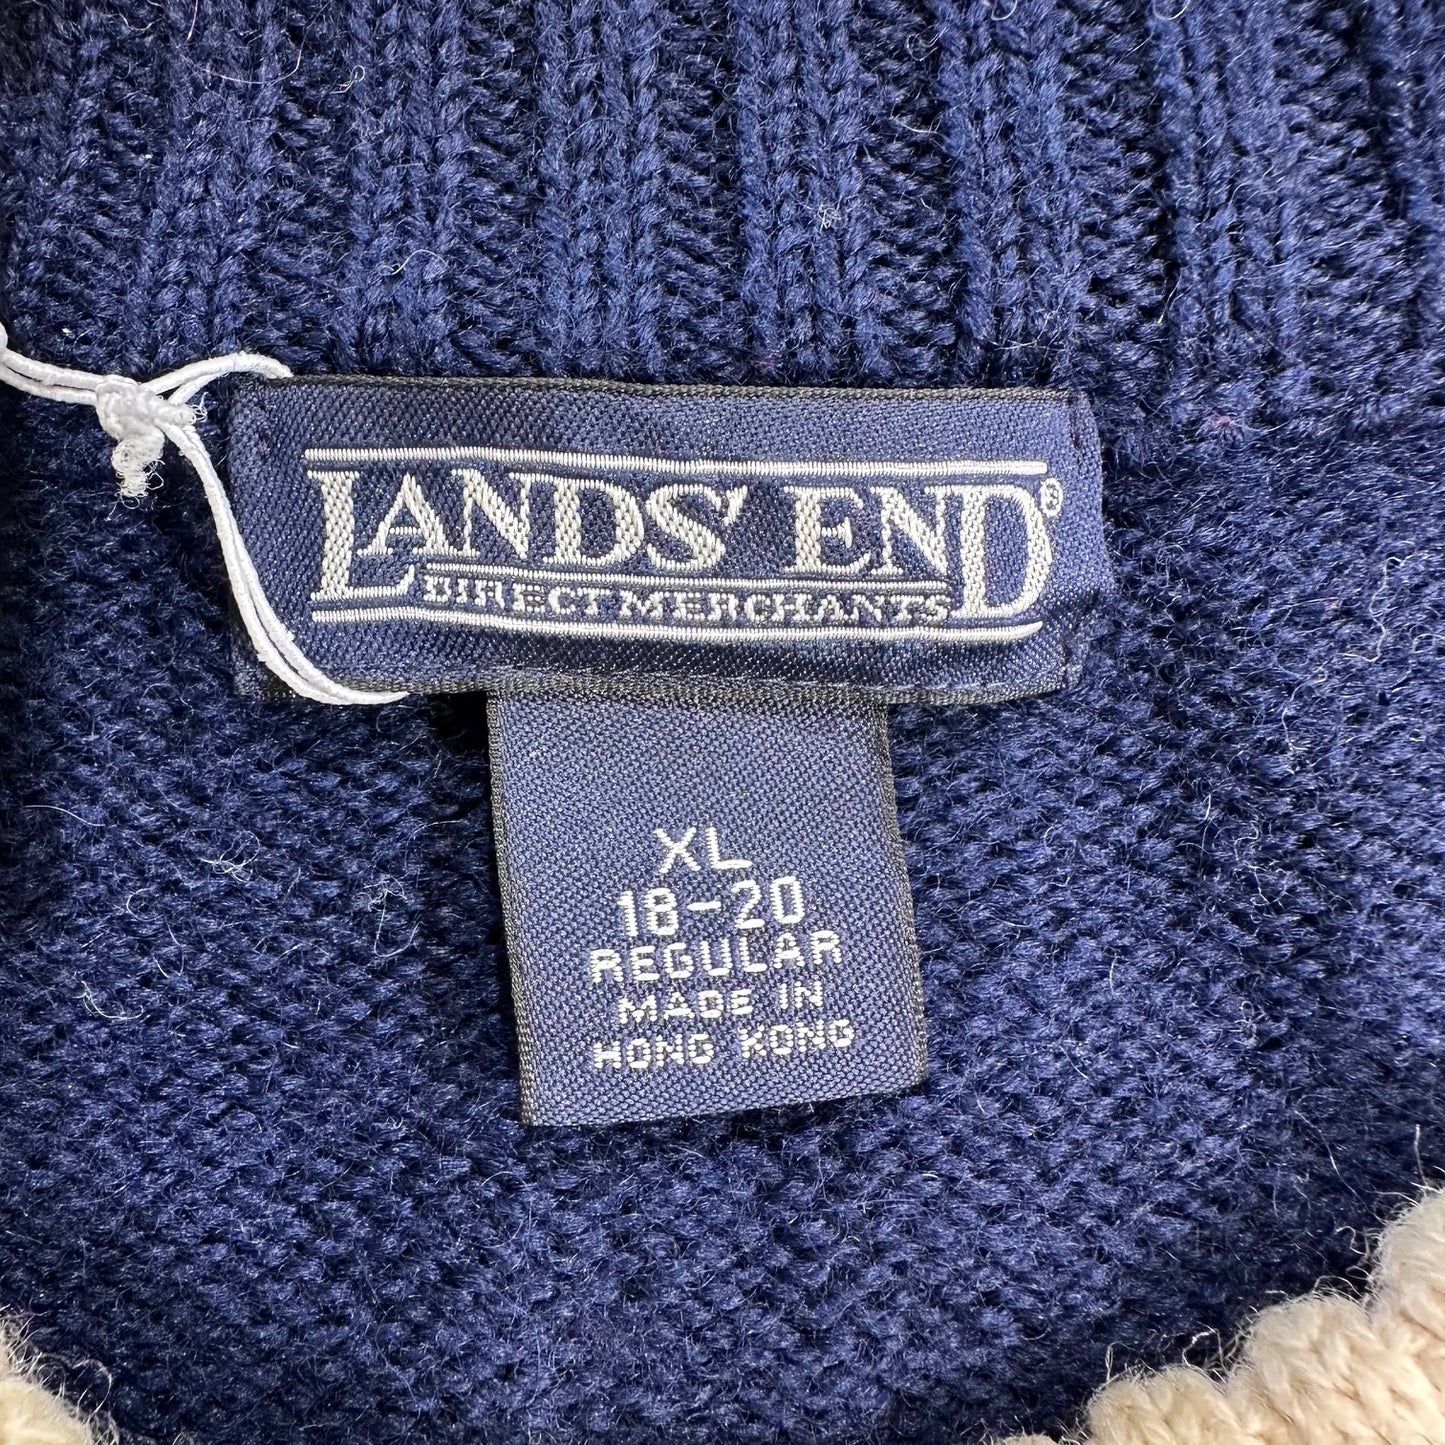 LANDS' END®
DIRECT MERCHANTS
XL
18-20
REGULAR
MADE IN
HONG KONG